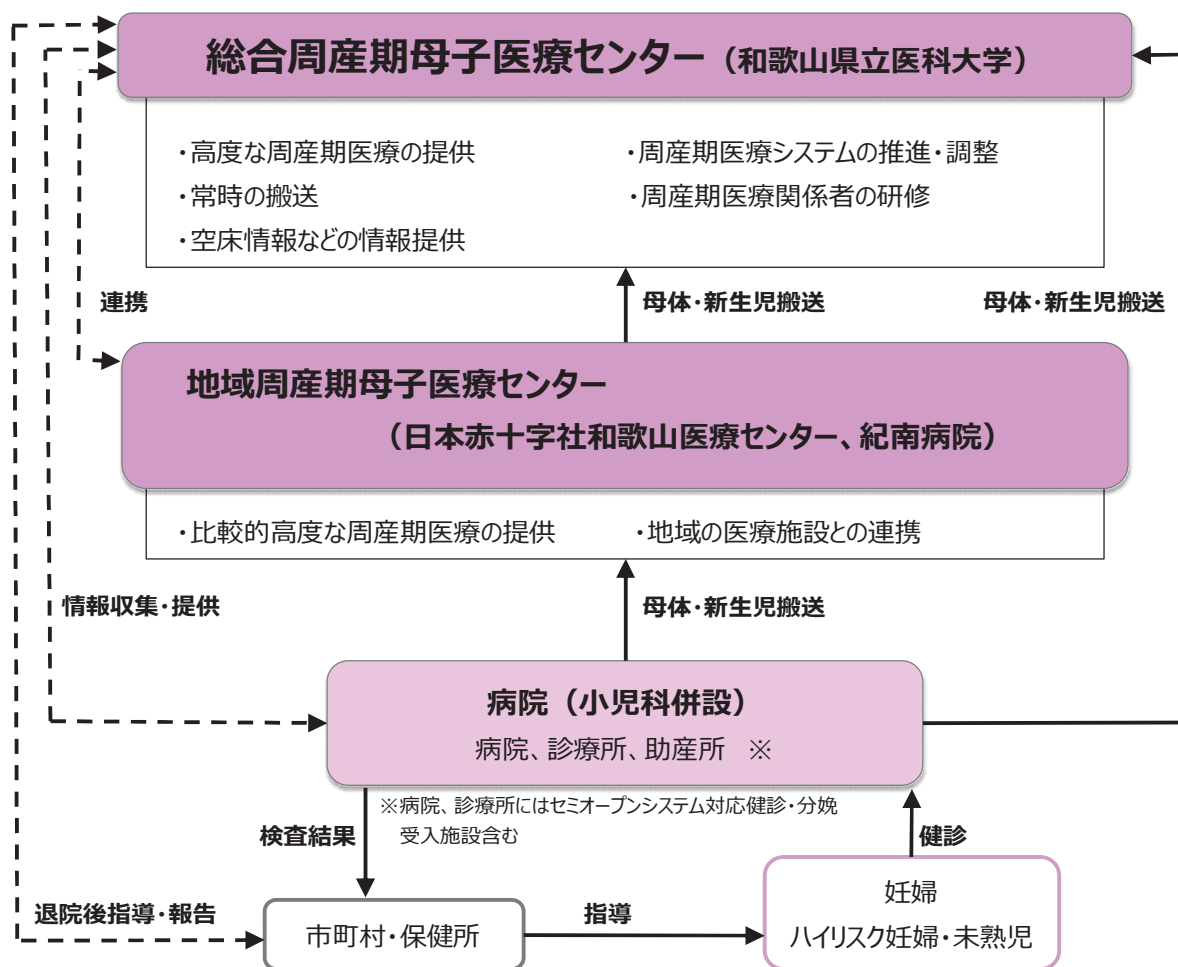 総合周産期母子医療センター（和歌山県立医科大学）
・高度な周産期医療の提供
・周産期医療システムの推進・調整
・常時の搬送
・周産期医療関係者の研修
・空床情報などの情報提供
連携
母体・新生児搬送
母体・新生児搬送
地域周産期母子医療センター
（日本赤十字社和歌山医療センター、紀南病院）
・比較的高度な周産期医療の提供
・地域の医療施設との連携
情報収集・提供
母体・新生児搬送
病院（小児科併設）
病院、診療所、助産所　※
※病院、診療所にはセミオープンシステム対応健診・分娩
受入施設含む
検査結果
健診
退院後指導・報告
市町村・保健所
指導
妊婦
ハイリスク妊婦・未熟児